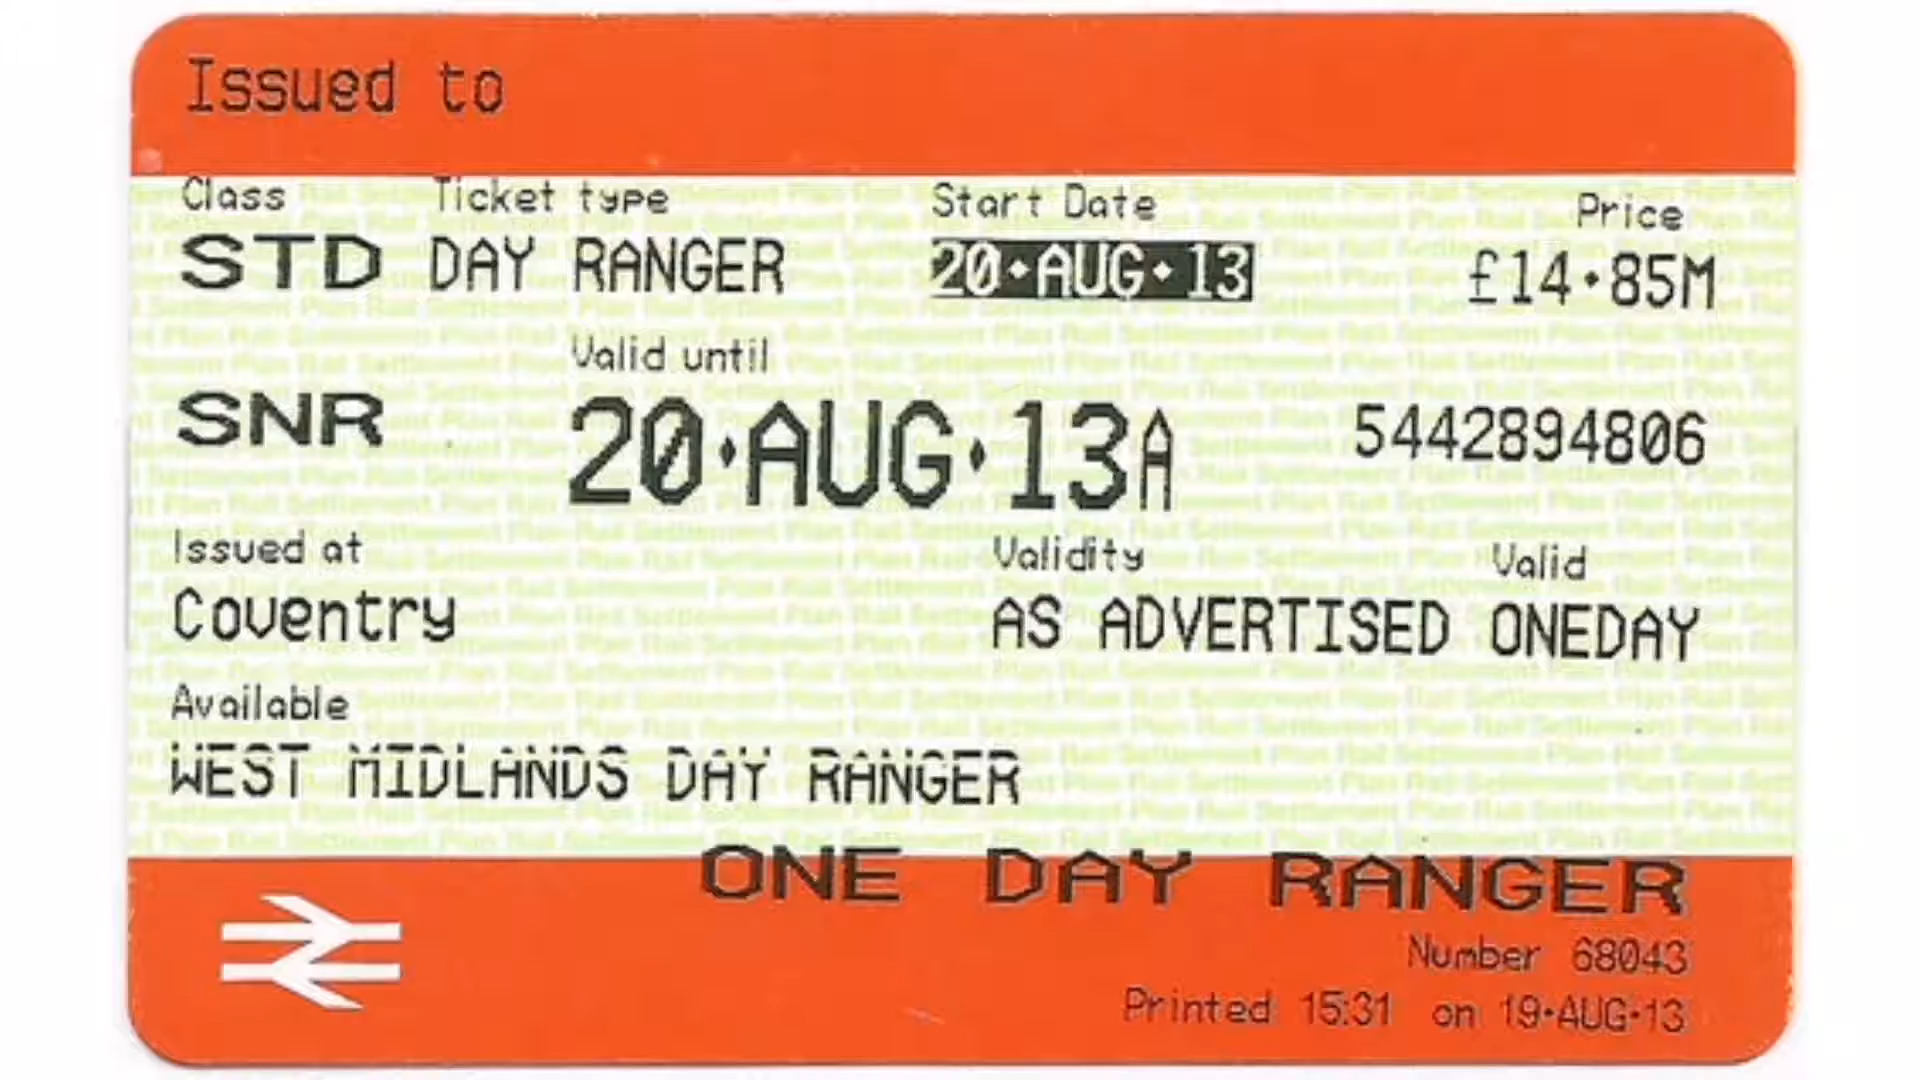 Issued to
Class Ticket type Start Date Price
STD DAY RANGER 20·AUG·13 £14·85M
Valid until
SNR 20·AUG·13A 5442894806
Issued at Validity Valid
Coventry AS ADVERTISED ONEDAY
Available
WEST MIDLANDS DAY RANGER
ONE DAY RANGER
Number 68043
Printed 15:31 on 19·AUG·13